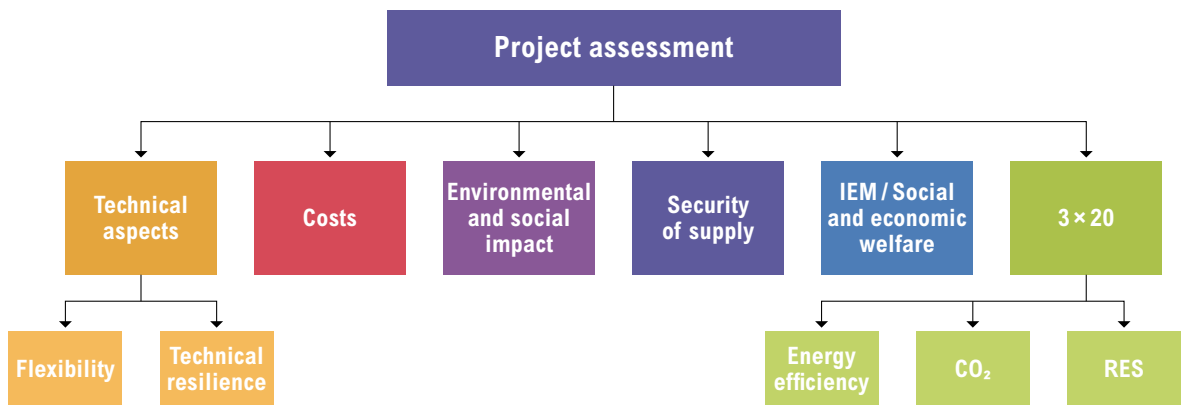 Project assessment
Technical
aspects
Costs
Environmental
and social
impact
Security
of supply
IEM / Social
and economic
welfare
3 × 20
Flexibility
Technical
resilience
Energy
efficiency
CO₂
RES